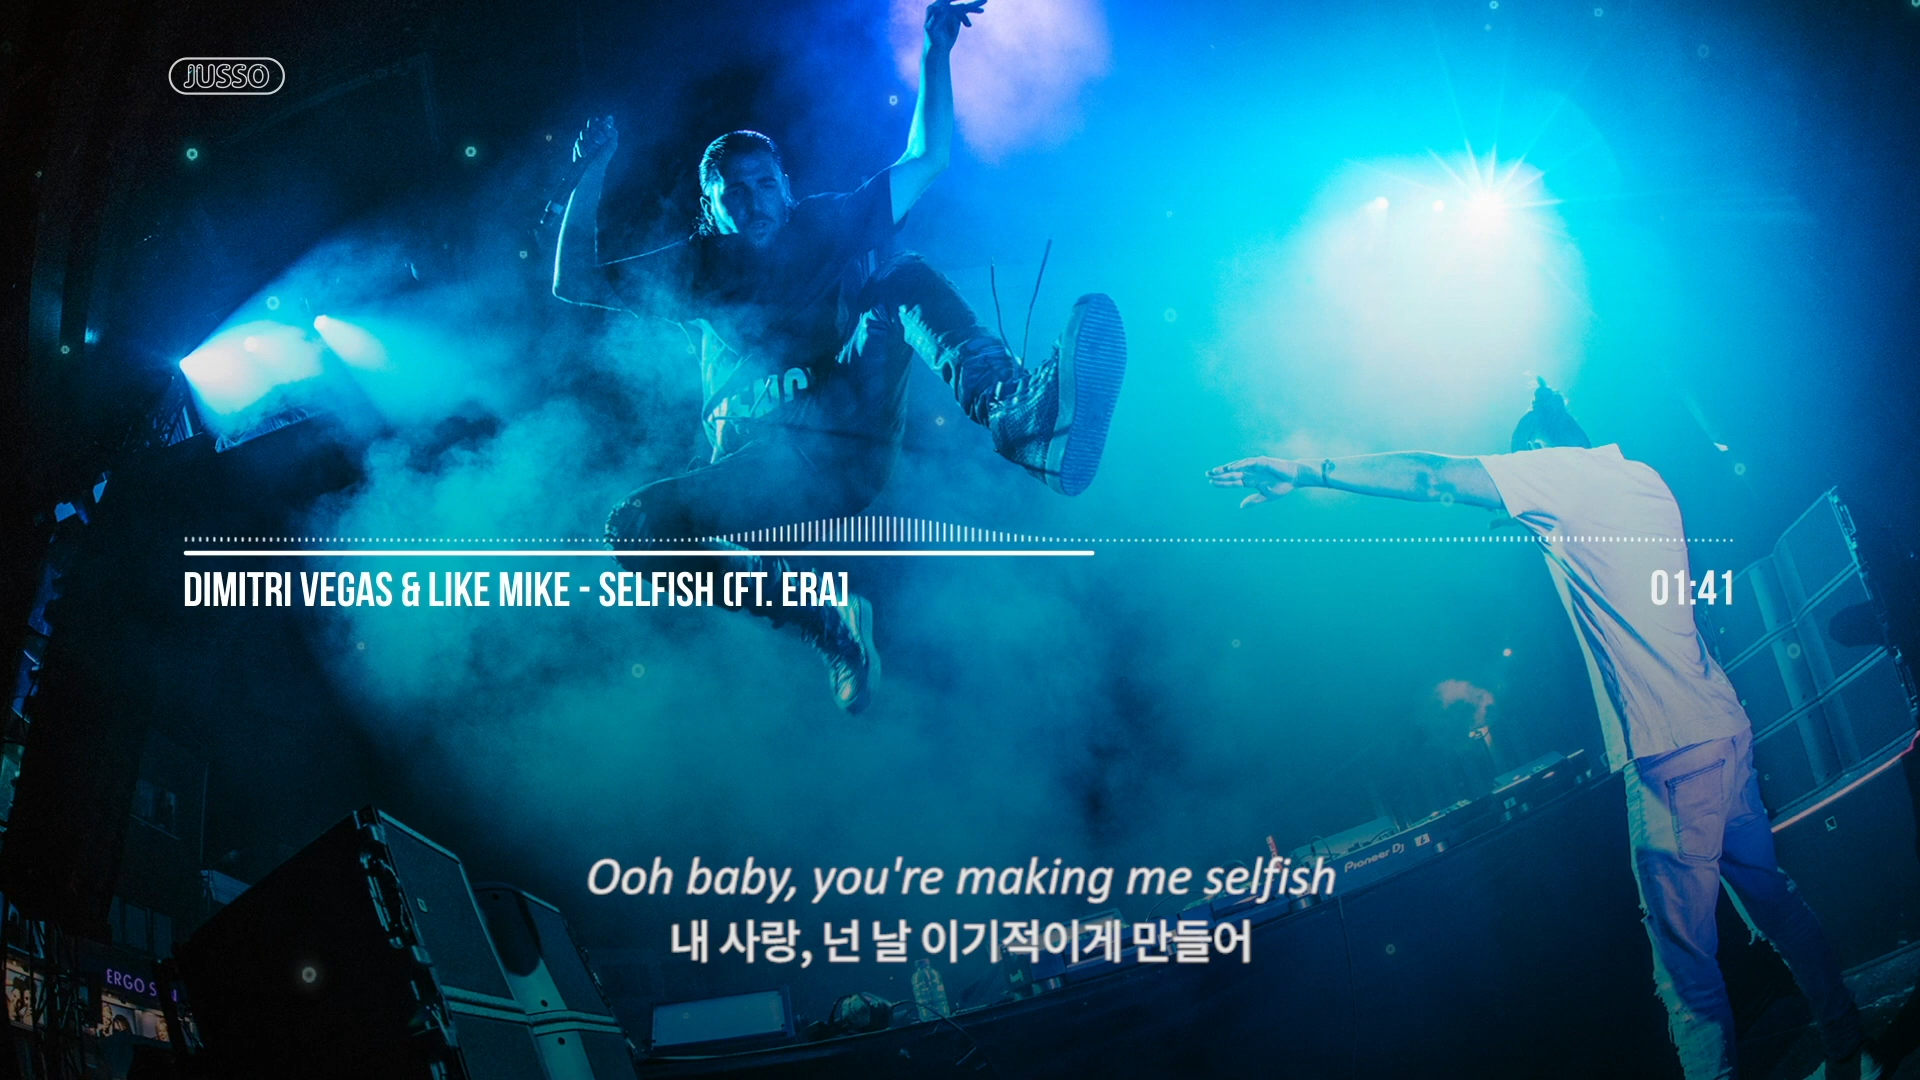 JUSSO
DIMITRI VEGAS & LIKE MIKE - SELFISH (FT. ERA)
01:41
Pioneer Dj
Ooh baby, you're making me selfish
내 사랑, 넌 날 이기적이게 만들어
ERGO